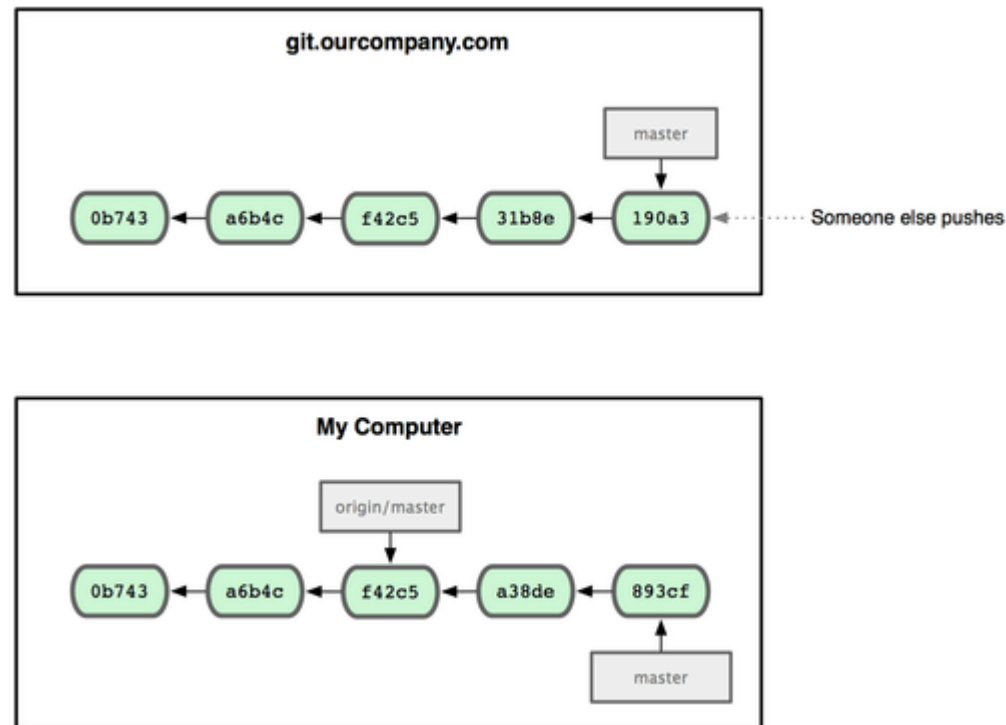 git.ourcompany.com
master
0b743 a6b4c f42c5 31b8e 190a3 Someone else pushes
My Computer
origin/master
0b743 a6b4c f42c5 a38de 893cf
master